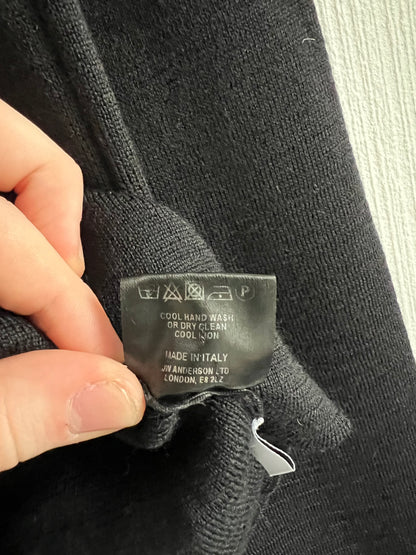 P
COOL HAND WASH
OR DRY CLEAN
COOL IRON
MADE IN ITALY
JW ANDERSON LTD
LONDON, E8 2LZ